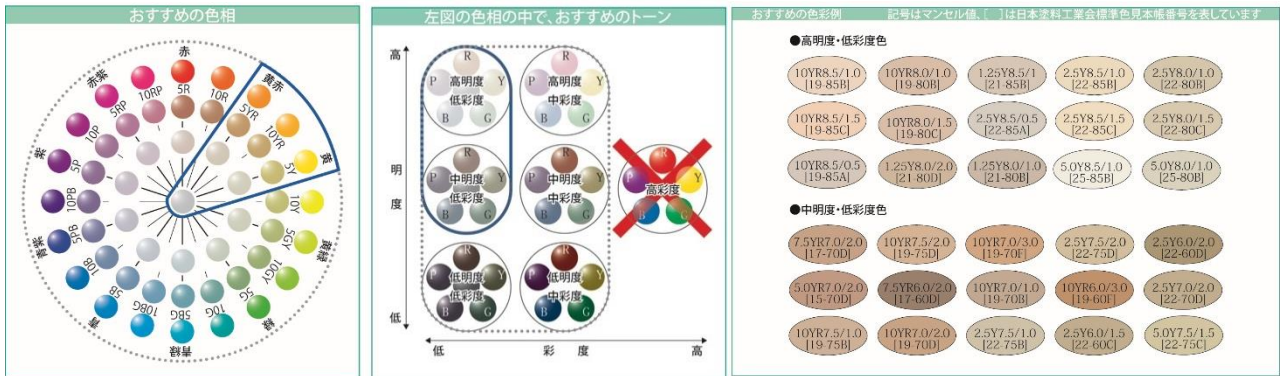 おすすめの色相
赤
黄赤
黄
黄緑
緑
青緑
青
青紫
紫
赤紫
5R
10R
5YR
10YR
5Y
10Y
5GY
10GY
5G
10G
5BG
10BG
5B
10B
5PB
10PB
5P
10P
5RP
10RP
左図の色相の中で、おすすめのトーン
高
明
度
低
R
P 高明度 Y
低彩度
B G
R
P 高明度 Y
中彩度
B G
R
P 中明度 Y
低彩度
B G
R
P 中明度 Y
中彩度
B G
R
P 高彩度 Y
B G
R
P 低明度 Y
低彩度
B G
R
P 低明度 Y
中彩度
B G
低 彩 度 高
おすすめの色彩例 記号はマンセル値、[ ]は日本塗料工業会標準色見本帳番号を表しています
●高明度・低彩度色
10YR8.5/1.0 10YR8.0/1.0 1.25Y8.5/1 2.5Y8.5/1.0 2.5Y8.0/1.0
[19-85B] [19-80B] [21-85B] [22-85B] [22-80B]
10YR8.5/1.5 10YR8.0/1.5 2.5Y8.5/0.5 2.5Y8.5/1.5 2.5Y8.0/1.5
[19-85C] [19-80C] [22-85A] [22-85C] [22-80C]
10YR8.5/0.5 1.25Y8.0/2.0 1.25Y8.0/1.0 5.0Y8.5/1.0 5.0Y8.0/1.0
[19-85A] [21-80D] [21-80B] [25-85B] [25-80B]
●中明度・低彩度色
7.5YR7.0/2.0 10YR7.5/2.0 10YR7.0/3.0 2.5Y7.5/2.0 2.5Y6.0/2.0
[17-70D] [19-75D] [19-70F] [22-75D] [22-60D]
5.0YR7.0/2.0 7.5YR6.0/2.0 10YR7.0/1.0 10YR6.0/3.0 2.5Y7.0/2.0
[15-70D] [17-60D] [19-70B] [19-60F] [22-70D]
10YR7.5/1.0 10YR7.0/2.0 2.5Y7.5/1.0 2.5Y6.0/1.5 5.0Y7.5/1.5
[19-75B] [19-70D] [22-75B] [22-60C] [22-75C]